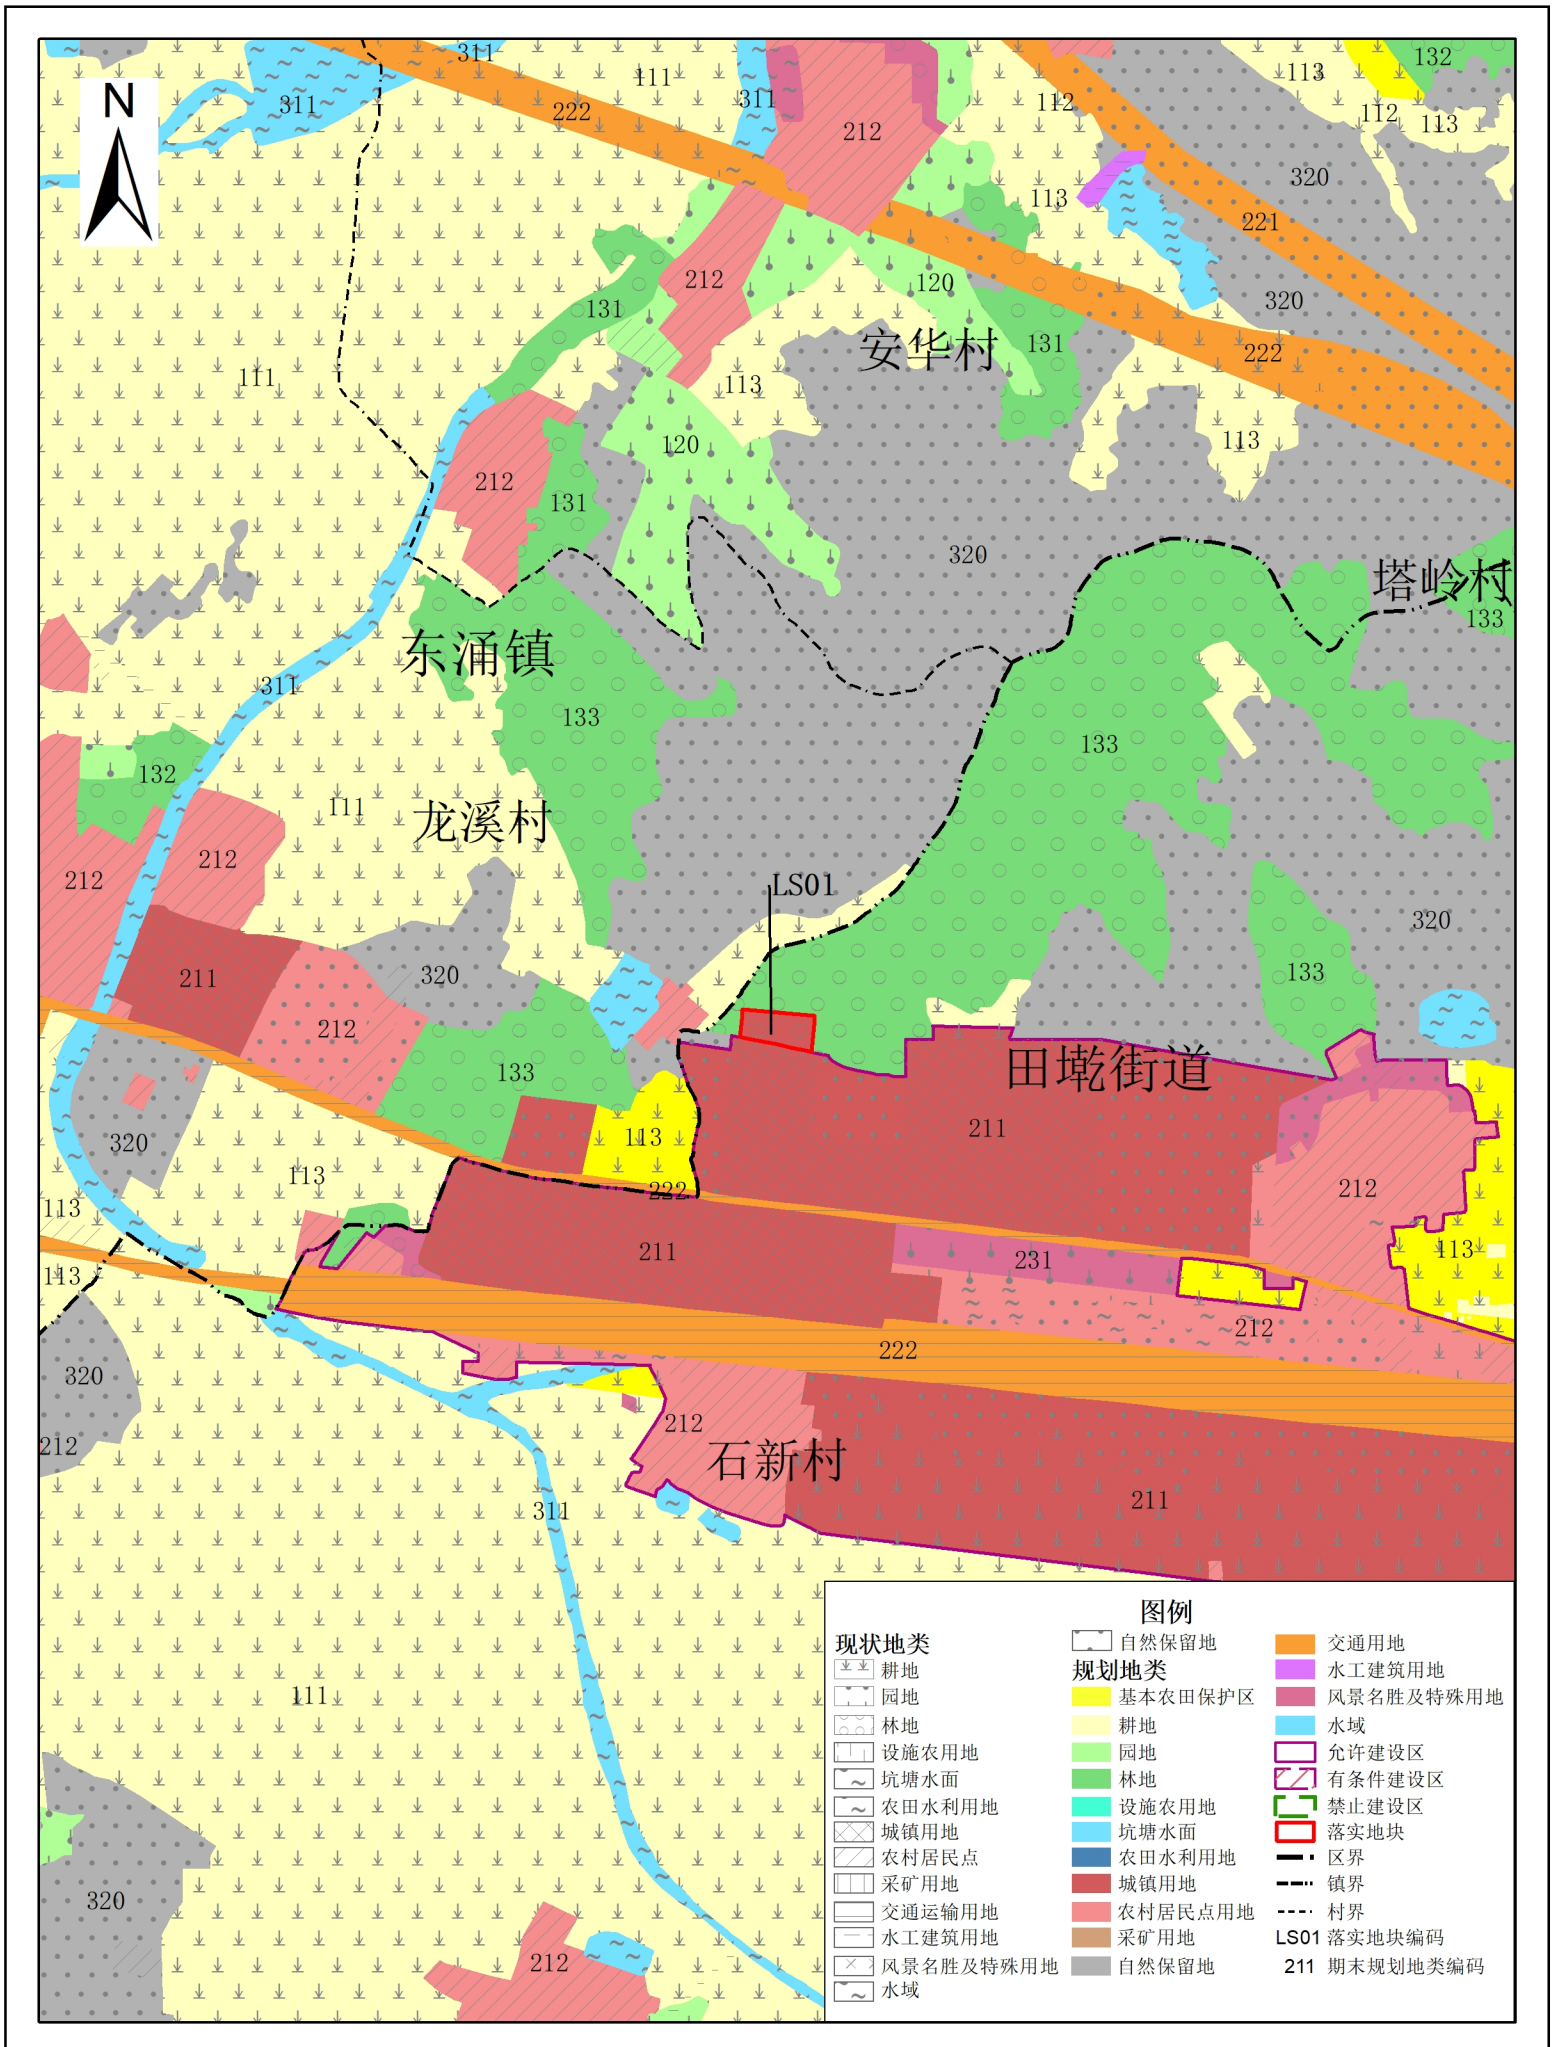 311
111
113
132
N
311
222
311
212
112
112
113
320
113
221
212
120
320
131
安华村
131
222
111
113
120
113
212
131
320
塔岭村
133
东涌镇
311
133
133
132
111
龙溪村
212
212
LS01
320
211
320
133
212
133
田墘街道
113
211
320
113
222
212
113
211
231
113
113
212
222
320
212
212
石新村
211
311
111
320
212
图例
现状地类
耕地
园地
林地
设施农用地
坑塘水面
农田水利用地
城镇用地
农村居民点
采矿用地
交通运输用地
水工建筑用地
风景名胜及特殊用地
水域
自然保留地
规划地类
基本农田保护区
耕地
园地
林地
设施农用地
坑塘水面
农田水利用地
城镇用地
农村居民点用地
采矿用地
自然保留地
交通用地
水工建筑用地
风景名胜及特殊用地
水域
允许建设区
有条件建设区
禁止建设区
落实地块
区界
镇界
村界
LS01 落实地块编码
211 期末规划地类编码